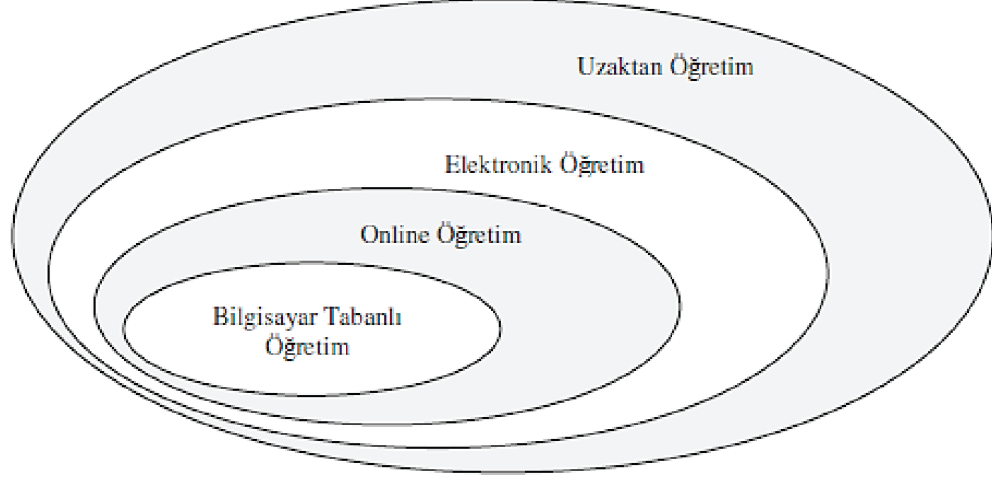 Uzaktan Öğretim
Elektronik Öğretim
Online Öğretim
Bilgisayar Tabanlı
Öğretim